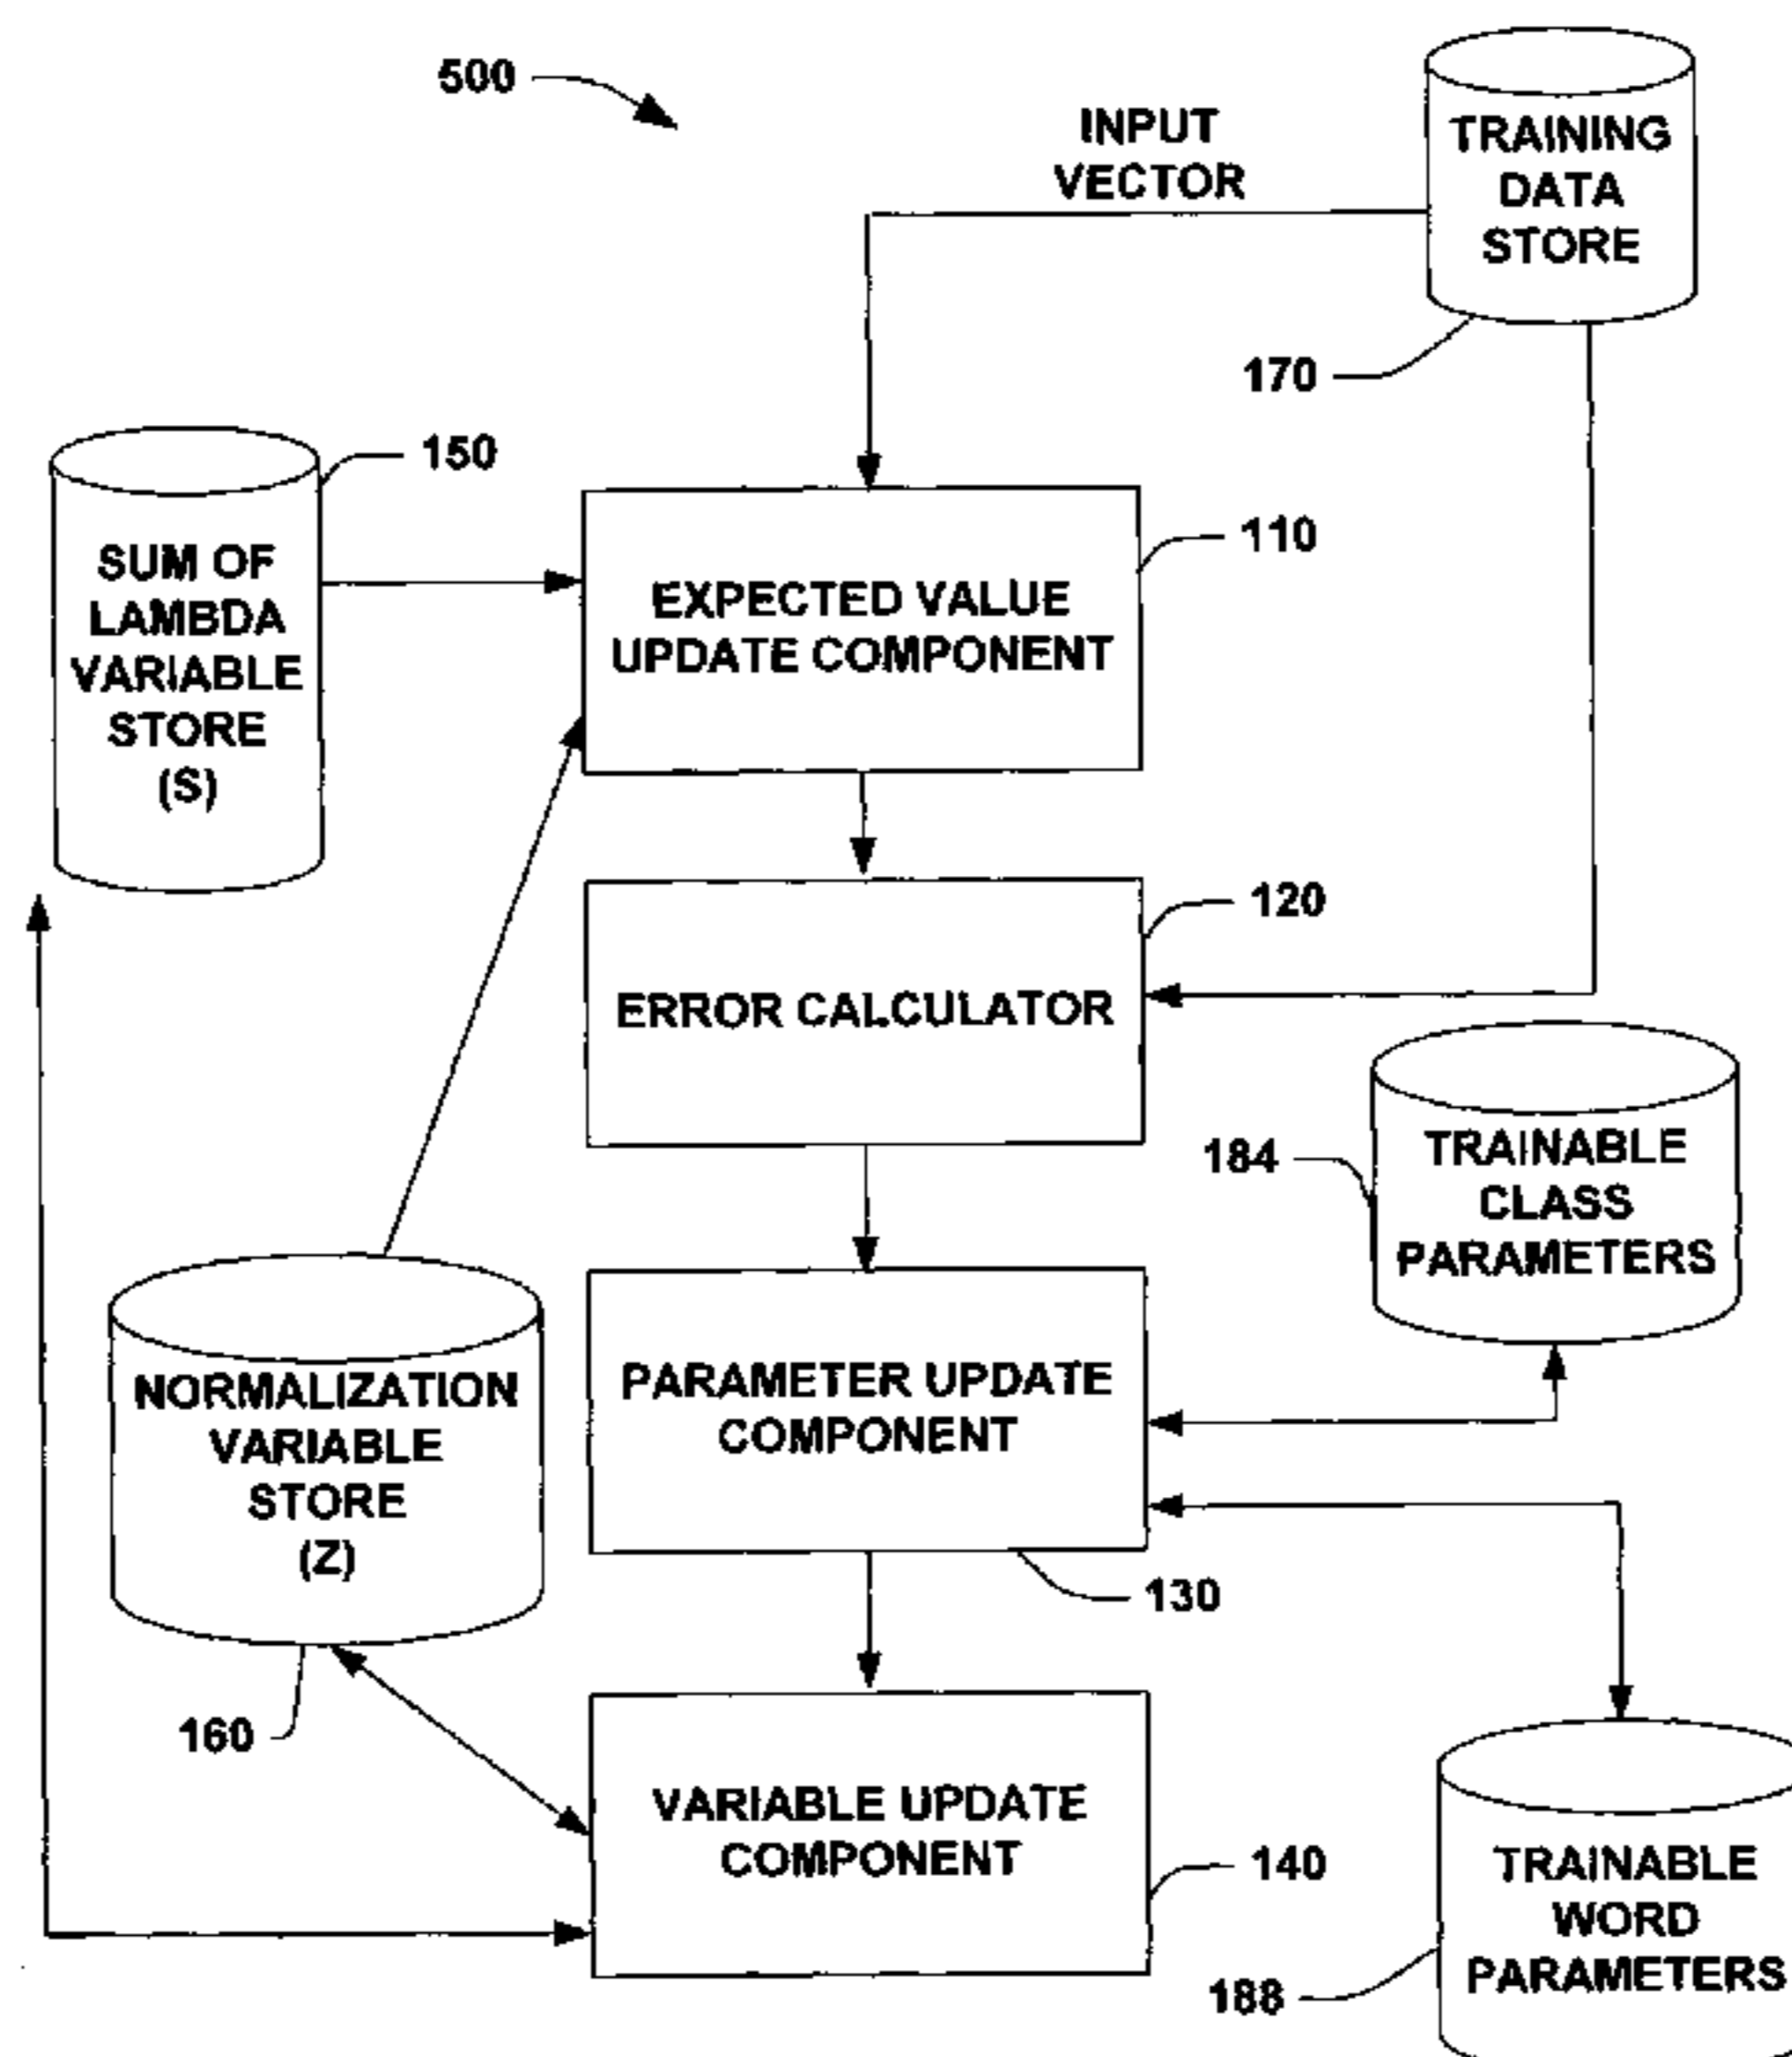 500
INPUT
VECTOR
TRAINING
DATA
STORE
170
150
SUM OF
LAMBDA
VARIABLE
STORE
(S)
110
EXPECTED VALUE
UPDATE COMPONENT
120
ERROR CALCULATOR
184
TRAINABLE
CLASS
PARAMETERS
NORMALIZATION
VARIABLE
STORE
(Z)
PARAMETER UPDATE
COMPONENT
130
160
VARIABLE UPDATE
COMPONENT
140
TRAINABLE
WORD
PARAMETERS
188